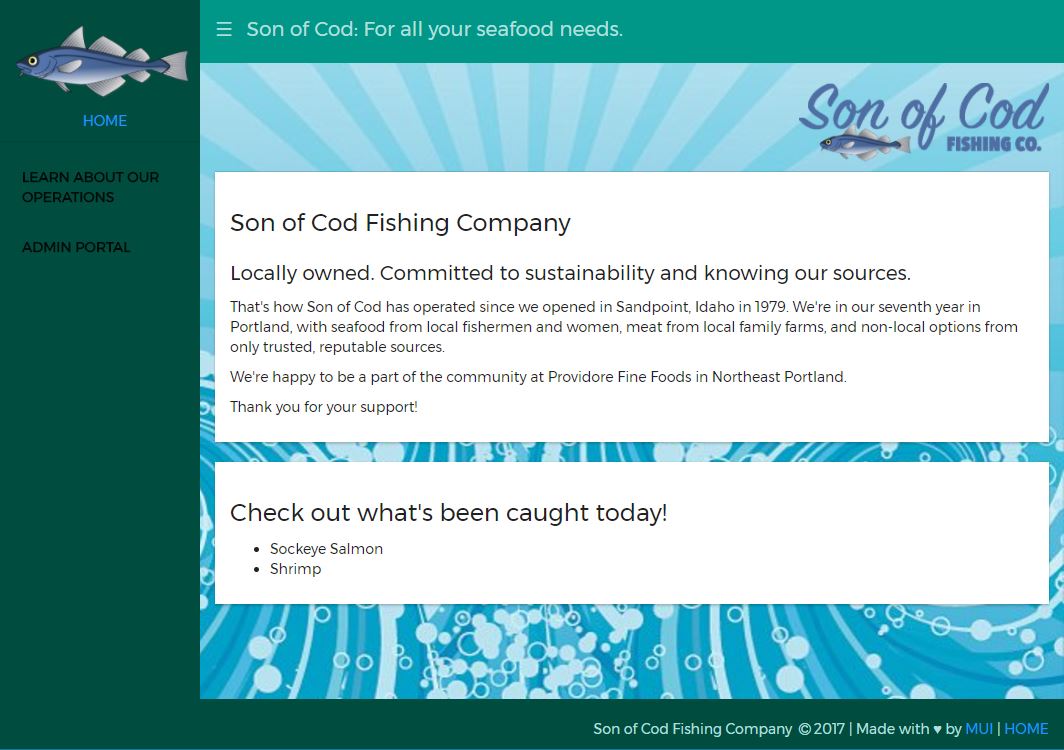 HOME
LEARN ABOUT OUR
OPERATIONS
ADMIN PORTAL
☰ Son of Cod: For all your seafood needs.
Son of Cod
FISHING CO.
Son of Cod Fishing Company
Locally owned. Committed to sustainability and knowing our sources.
That's how Son of Cod has operated since we opened in Sandpoint, Idaho in 1979. We're in our seventh year in
Portland, with seafood from local fishermen and women, meat from local family farms, and non-local options from
only trusted, reputable sources.
We're happy to be a part of the community at Providore Fine Foods in Northeast Portland.
Thank you for your support!
Check out what's been caught today!
• Sockeye Salmon
• Shrimp
Son of Cod Fishing Company © 2017 | Made with ♥ by MUI | HOME